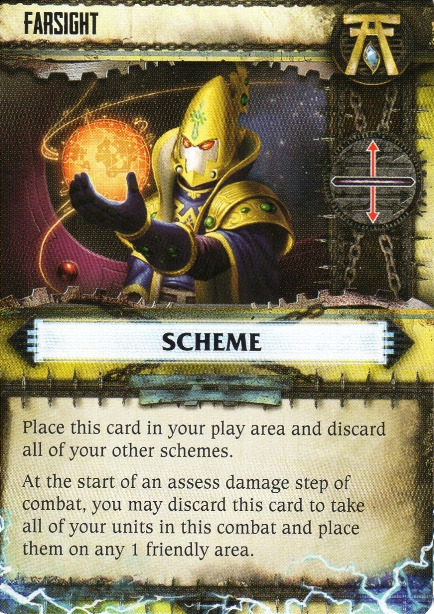 FARSIGHT
SCHEME
Place this card in your play area and discard
all of your other schemes.
At the start of an assess damage step of
combat, you may discard this card to take
all of your units in this combat and place
them on any 1 friendly area.